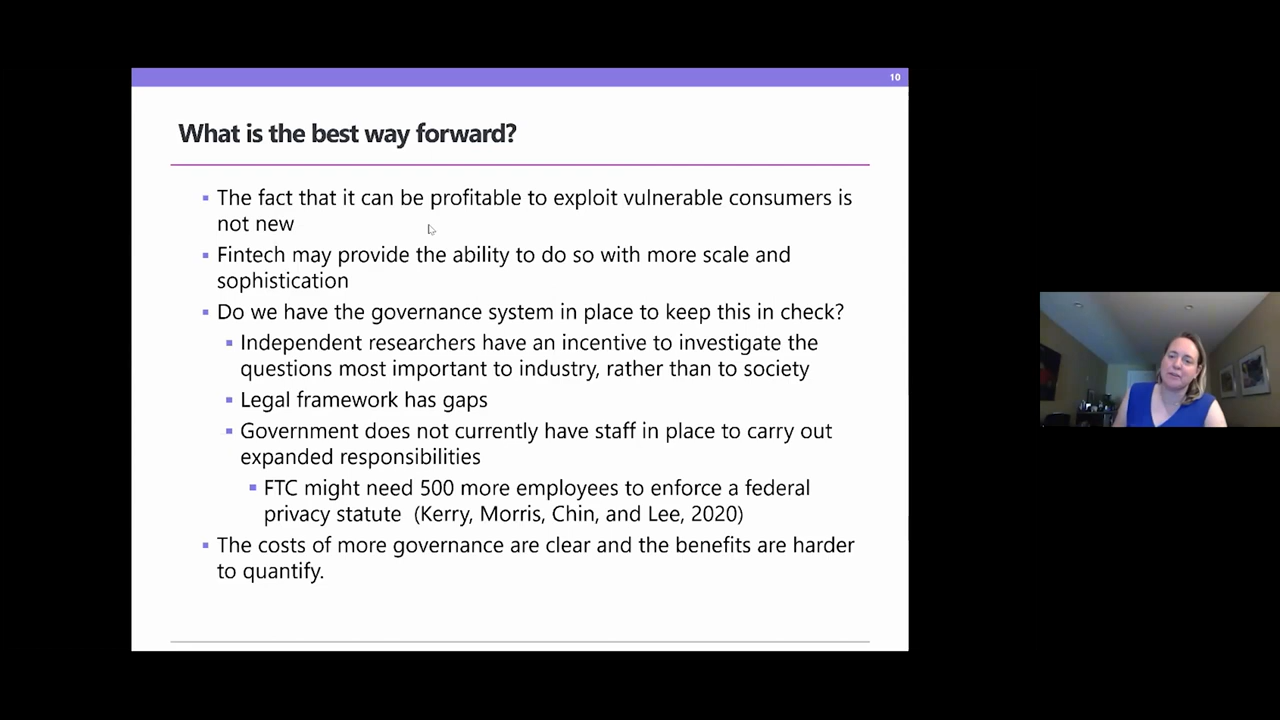 10
What is the best way forward?
▪ The fact that it can be profitable to exploit vulnerable consumers is
not new
▪ Fintech may provide the ability to do so with more scale and
sophistication
▪ Do we have the governance system in place to keep this in check?
▪ Independent researchers have an incentive to investigate the
questions most important to industry, rather than to society
▪ Legal framework has gaps
▪ Government does not currently have staff in place to carry out
expanded responsibilities
▪ FTC might need 500 more employees to enforce a federal
privacy statute (Kerry, Morris, Chin, and Lee, 2020)
▪ The costs of more governance are clear and the benefits are harder
to quantify.